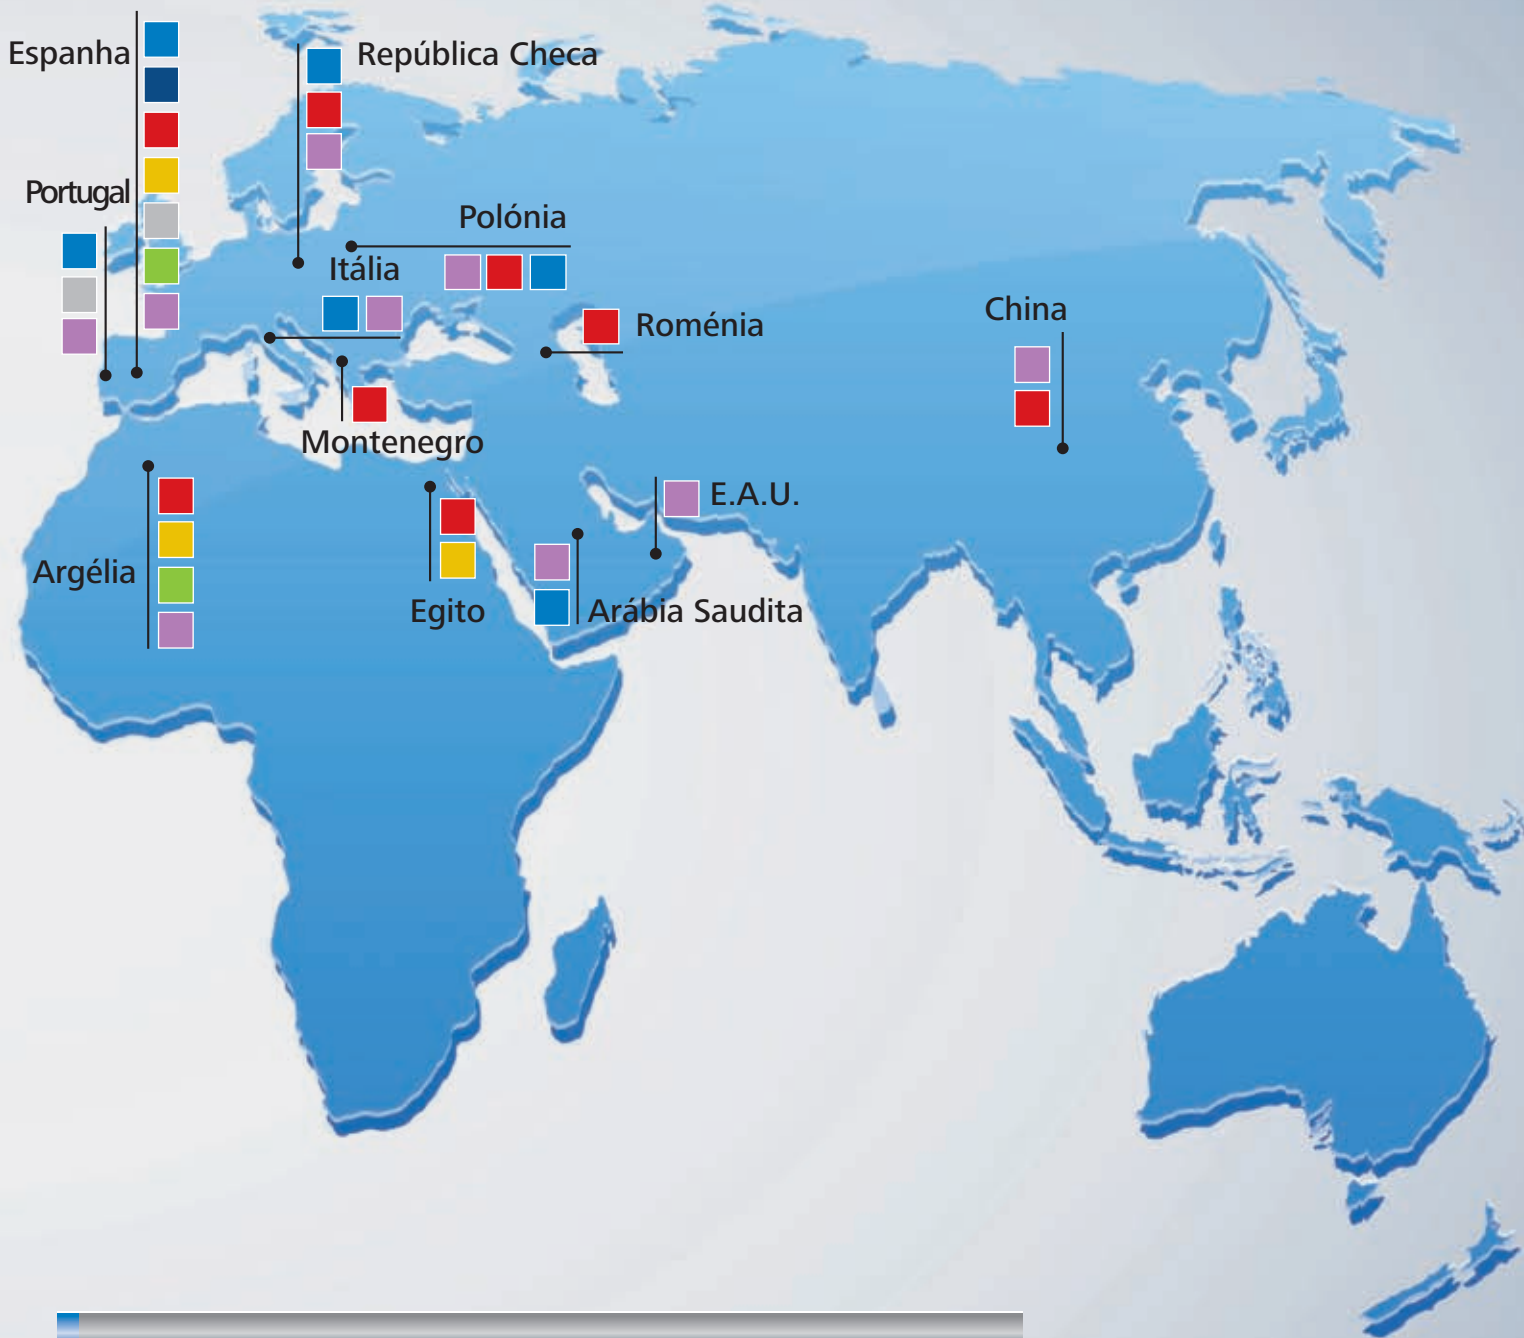 Espanha
República Checa
Portugal
Polónia
Itália
Roménia
China
Montenegro
E.A.U.
Argélia
Egito
Arábia Saudita